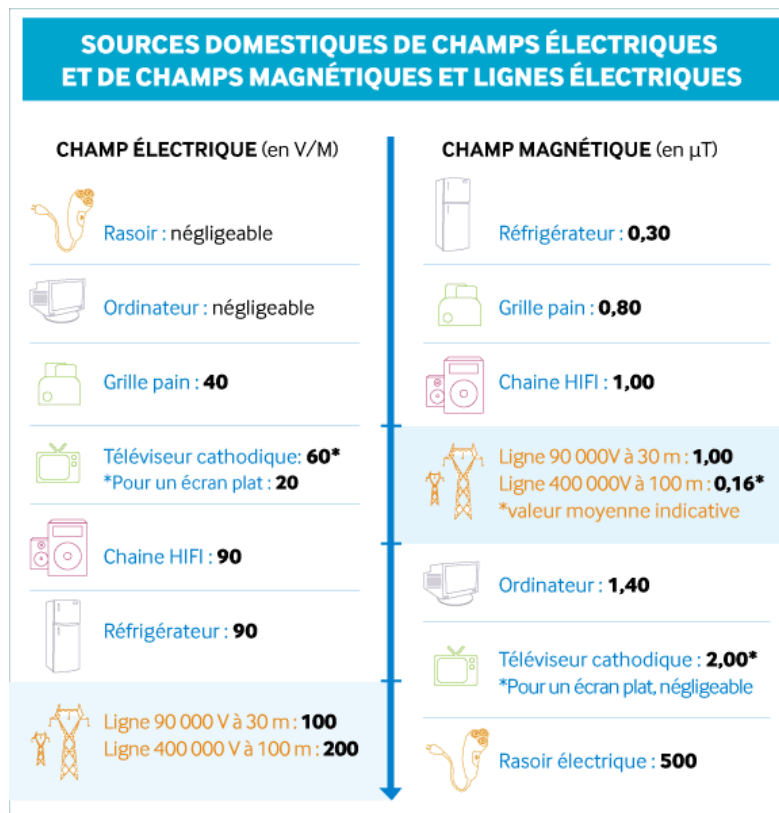 SOURCES DOMESTIQUES DE CHAMPS ÉLECTRIQUES
ET DE CHAMPS MAGNÉTIQUES ET LIGNES ÉLECTRIQUES
CHAMP ÉLECTRIQUE (en V/M)
Rasoir : négligeable
Ordinateur : négligeable
Grille pain : 40
Téléviseur cathodique: 60*
*Pour un écran plat : 20
Chaine HIFI : 90
Réfrigérateur : 90
Ligne 90 000 V à 30 m : 100
Ligne 400 000 V à 100 m : 200
CHAMP MAGNÉTIQUE (en µT)
Réfrigérateur : 0,30
Grille pain : 0,80
Chaine HIFI : 1,00
Ligne 90 000V à 30 m : 1,00
Ligne 400 000V à 100 m : 0,16*
*valeur moyenne indicative
Ordinateur : 1,40
Téléviseur cathodique : 2,00*
*Pour un écran plat, négligeable
Rasoir électrique : 500